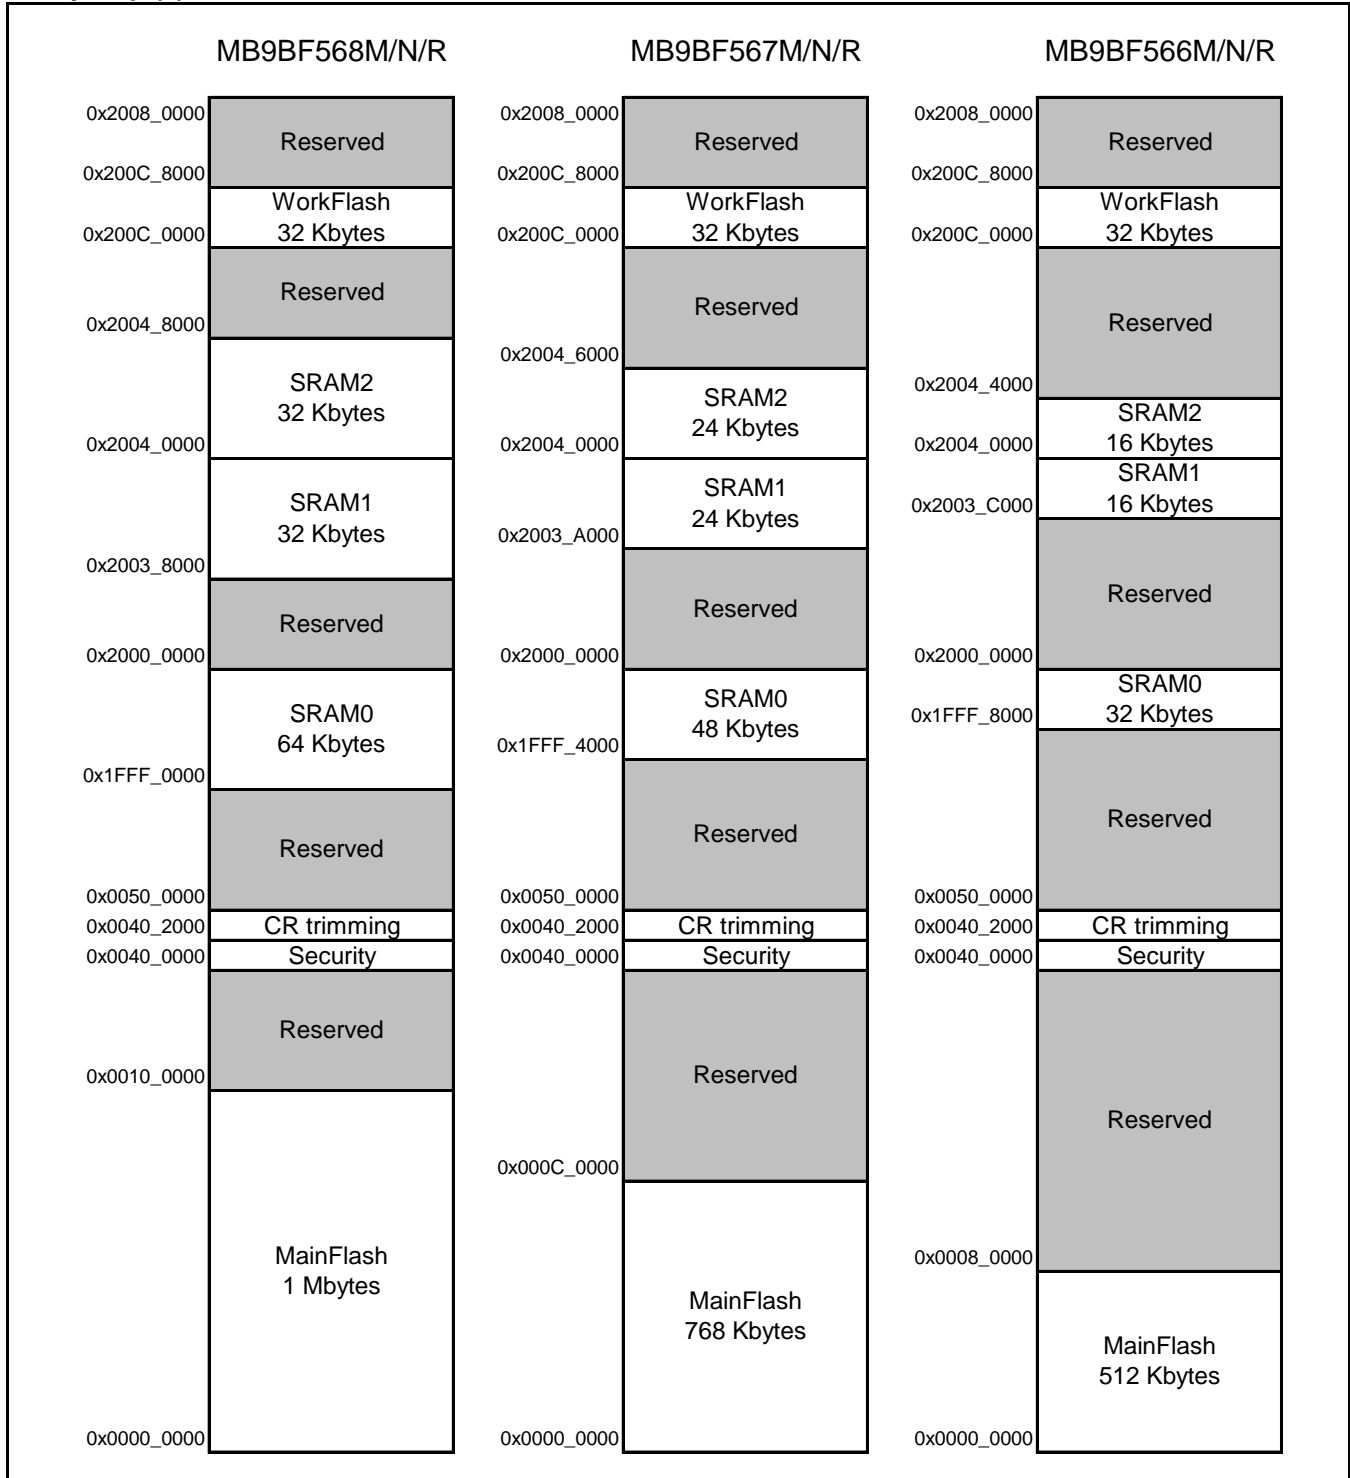 MB9BF568M/N/R
0x2008_0000
Reserved
0x200C_8000
WorkFlash
0x200C_0000
32 Kbytes
Reserved
0x2004_8000
SRAM2
32 Kbytes
0x2004_0000
SRAM1
32 Kbytes
0x2003_8000
Reserved
0x2000_0000
SRAM0
64 Kbytes
0x1FFF_0000
Reserved
0x0050_0000
0x0040_2000
CR trimming
0x0040_0000
Security
Reserved
0x0010_0000
MainFlash
1 Mbytes
0x0000_0000
MB9BF567M/N/R
0x2008_0000
Reserved
0x200C_8000
WorkFlash
0x200C_0000
32 Kbytes
Reserved
0x2004_6000
SRAM2
24 Kbytes
0x2004_0000
SRAM1
24 Kbytes
0x2003_A000
Reserved
0x2000_0000
SRAM0
48 Kbytes
0x1FFF_4000
Reserved
0x0050_0000
0x0040_2000
CR trimming
0x0040_0000
Security
Reserved
0x000C_0000
MainFlash
768 Kbytes
0x0000_0000
MB9BF566M/N/R
0x2008_0000
Reserved
0x200C_8000
WorkFlash
0x200C_0000
32 Kbytes
Reserved
0x2004_4000
SRAM2
0x2004_0000
16 Kbytes
SRAM1
0x2003_C000
16 Kbytes
Reserved
0x2000_0000
SRAM0
0x1FFF_8000
32 Kbytes
Reserved
0x0050_0000
0x0040_2000
CR trimming
0x0040_0000
Security
Reserved
0x0008_0000
MainFlash
512 Kbytes
0x0000_0000